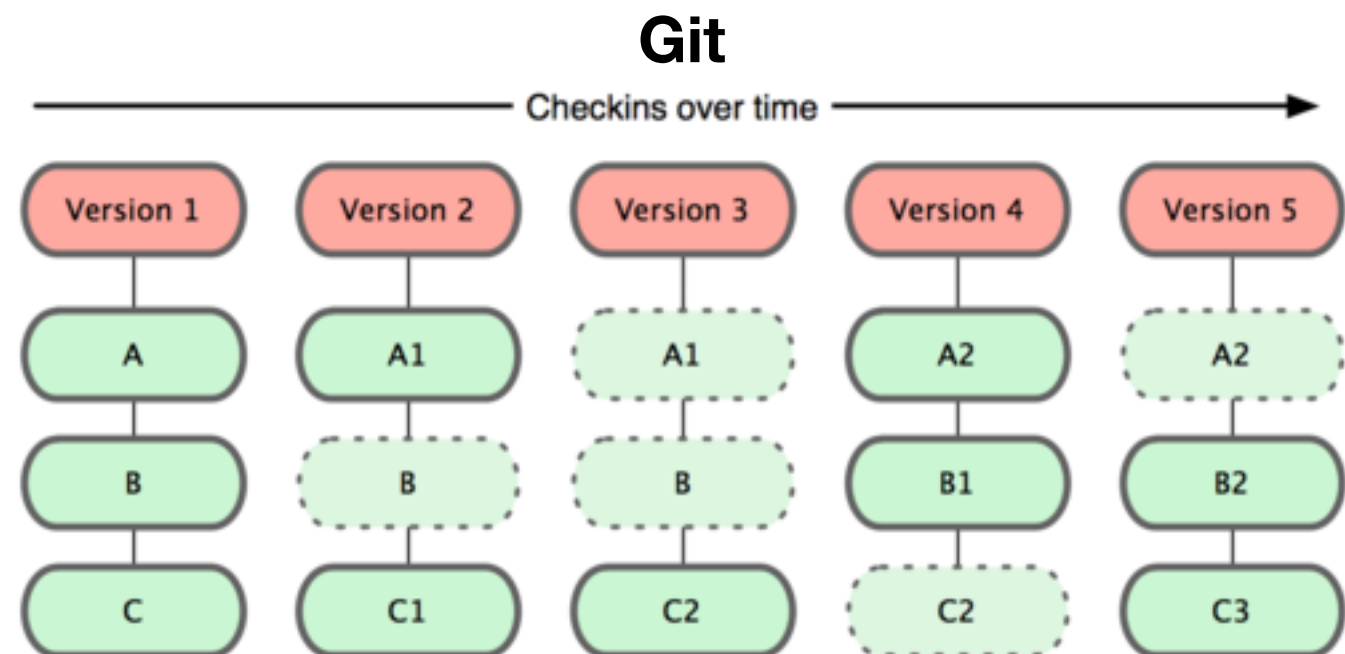 Git
Checkins over time
Version 1 Version 2 Version 3 Version 4 Version 5
A A1 A1 A2 A2
B B B B1 B2
C C1 C2 C2 C3